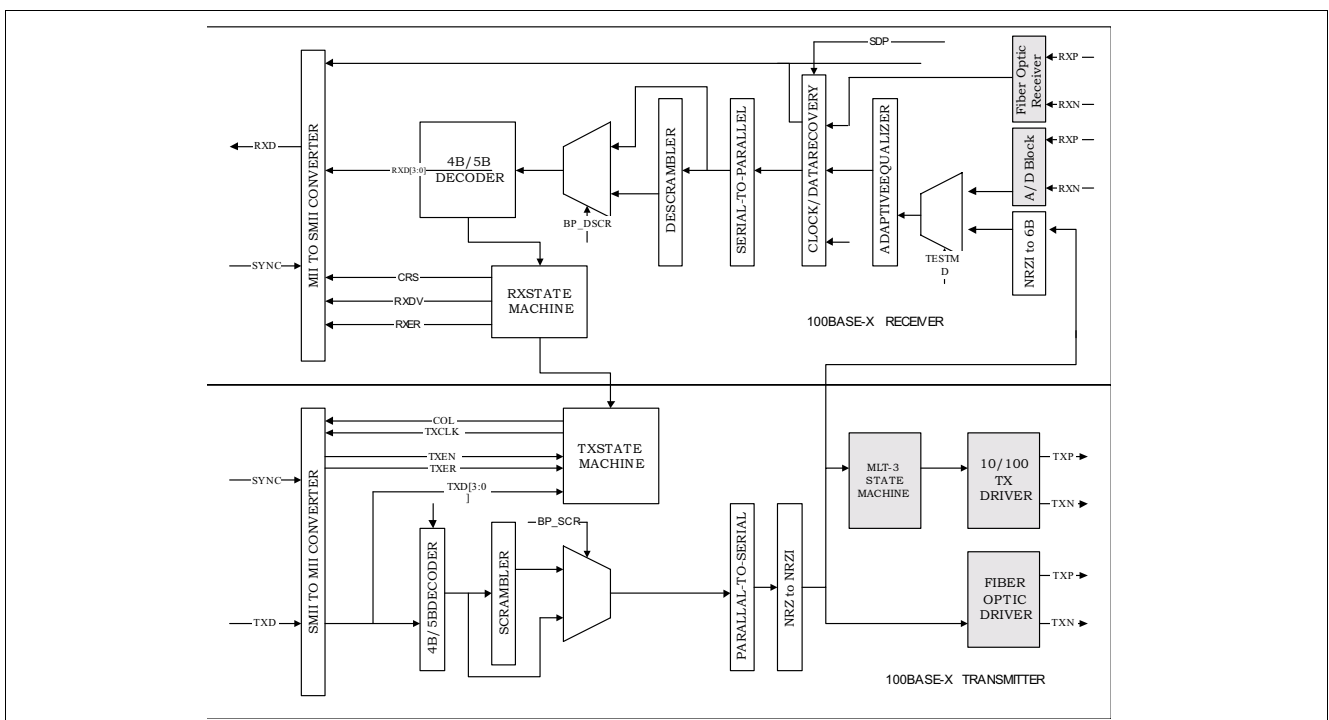 SDP
Fiber Optic
Receiver
RXP
RXN
A/D Block
RXP
RXN
NRZI to 6B
TESTM
D
ADAPTIVEEQUALIZER
CLOCK/DATARECOVERY
SERIAL-TO-PARALLEL
DESCRAMBLER
BP_DSCR
4B/5B
DECODER
RXD[3:0]
MII TO SMII CONVERTER
RXD
SYNC
CRS
RXDV
RXER
RXSTATE
MACHINE
100BASE-X RECEIVER
SMII TO MII CONVERTER
SYNC
TXD
COL
TXCLK
TXEN
TXER
TXD[3:0
]
TXSTATE
MACHINE
4B/5BDECODER
SCRAMBLER
BP_SCR
PARALLAL-TO-SERIAL
NRZ to NRZI
MLT-3
STATE
MACHINE
10/100
TX
DRIVER
TXP
TXN
FIBER
OPTIC
DRIVER
TXP
TXN
100BASE-X TRANSMITTER